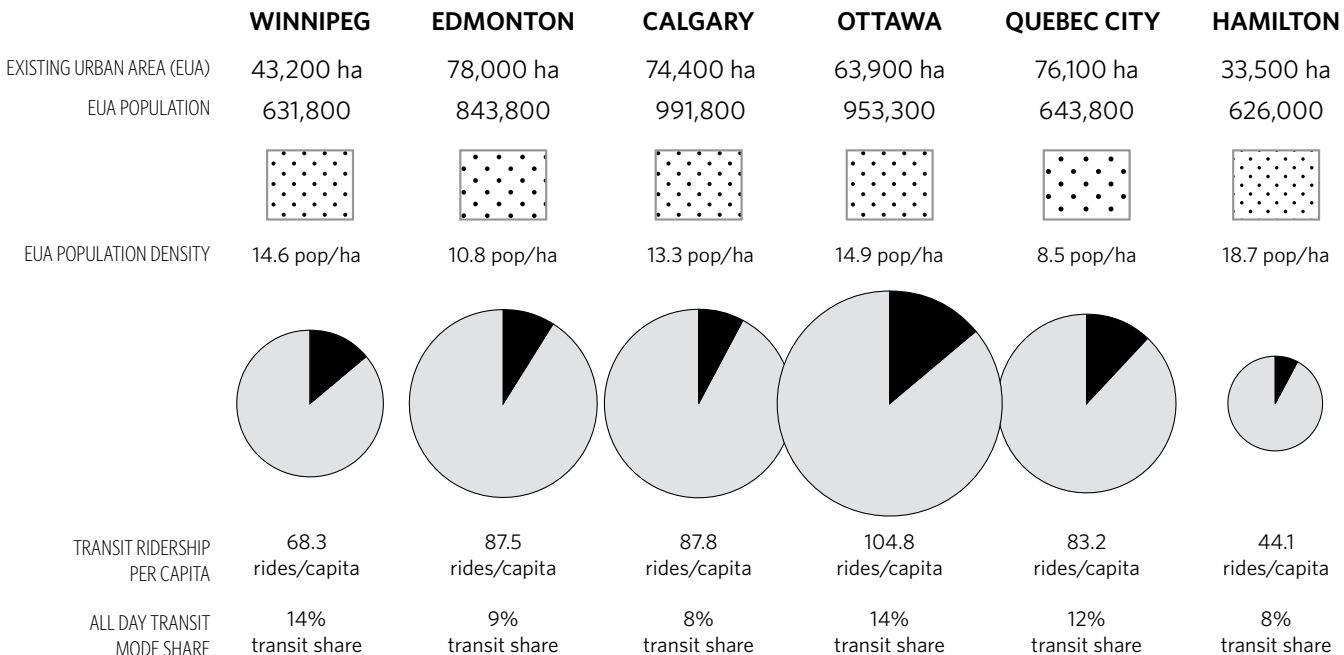 WINNIPEG EDMONTON CALGARY OTTAWA QUEBEC CITY HAMILTON
EXISTING URBAN AREA (EUA) 43,200 ha 78,000 ha 74,400 ha 63,900 ha 76,100 ha 33,500 ha
EUA POPULATION 631,800 843,800 991,800 953,300 643,800 626,000
EUA POPULATION DENSITY 14.6 pop/ha 10.8 pop/ha 13.3 pop/ha 14.9 pop/ha 8.5 pop/ha 18.7 pop/ha
TRANSIT RIDERSHIP 68.3 87.5 87.8 104.8 83.2 44.1
PER CAPITA rides/capita rides/capita rides/capita rides/capita rides/capita rides/capita
ALL DAY TRANSIT 14% 9% 8% 14% 12% 8%
MODE SHARE transit share transit share transit share transit share transit share transit share